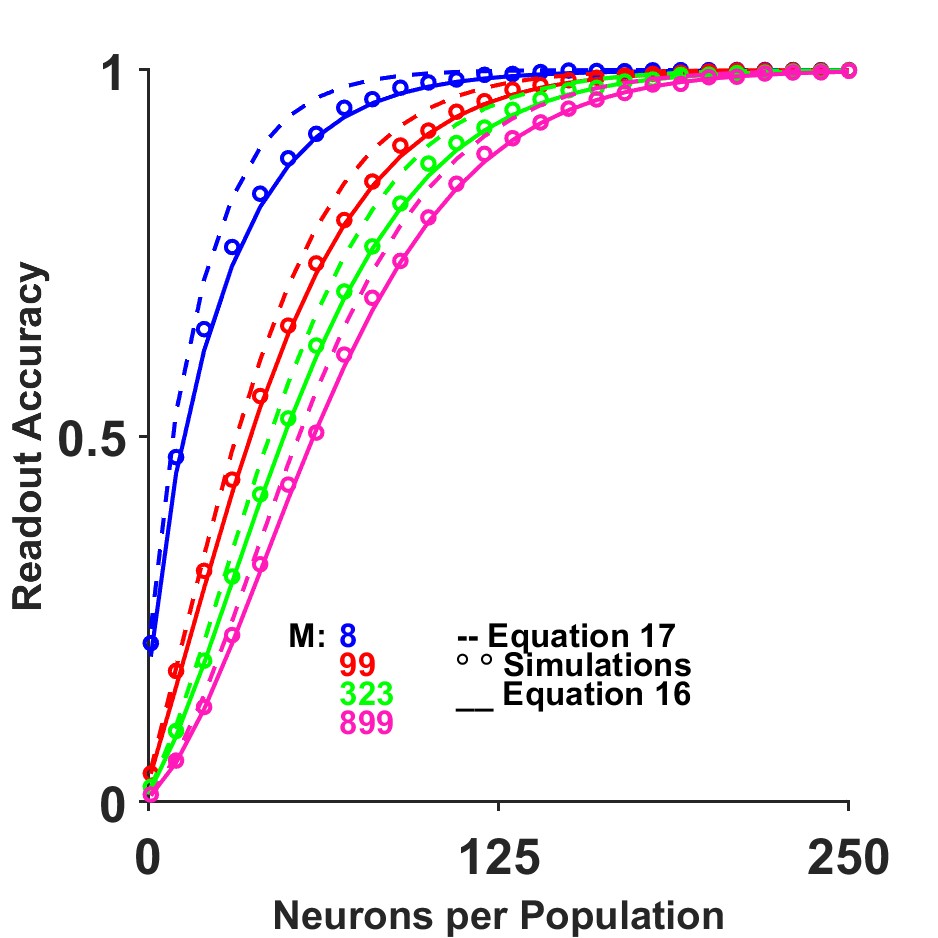 1
0.5
0
Readout Accuracy
M: 8
99
323
899
-- Equation 17
° ° Simulations
__ Equation 16
0 125 250
Neurons per Population